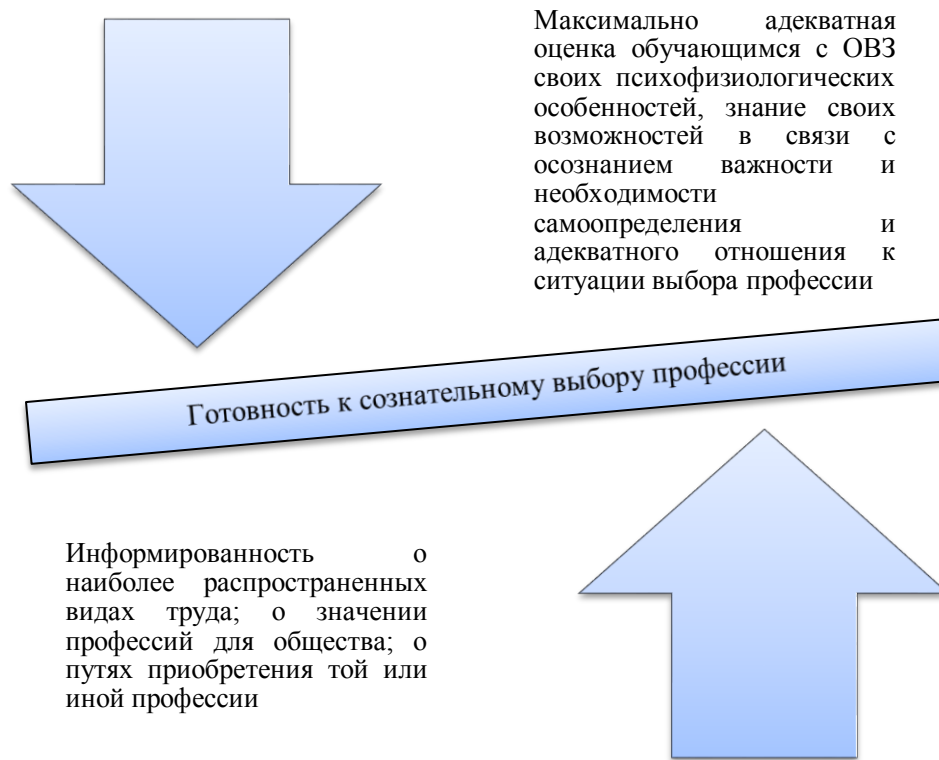 Максимально адекватная
оценка обучающимся с ОВЗ
своих психофизиологических
особенностей, знание своих
возможностей в связи с
осознанием важности и
необходимости
самоопределения и
адекватного отношения к
ситуации выбора профессии
Готовность к сознательному выбору профессии
Информированность о
наиболее распространенных
видах труда; о значении
профессий для общества; о
путях приобретения той или
иной профессии